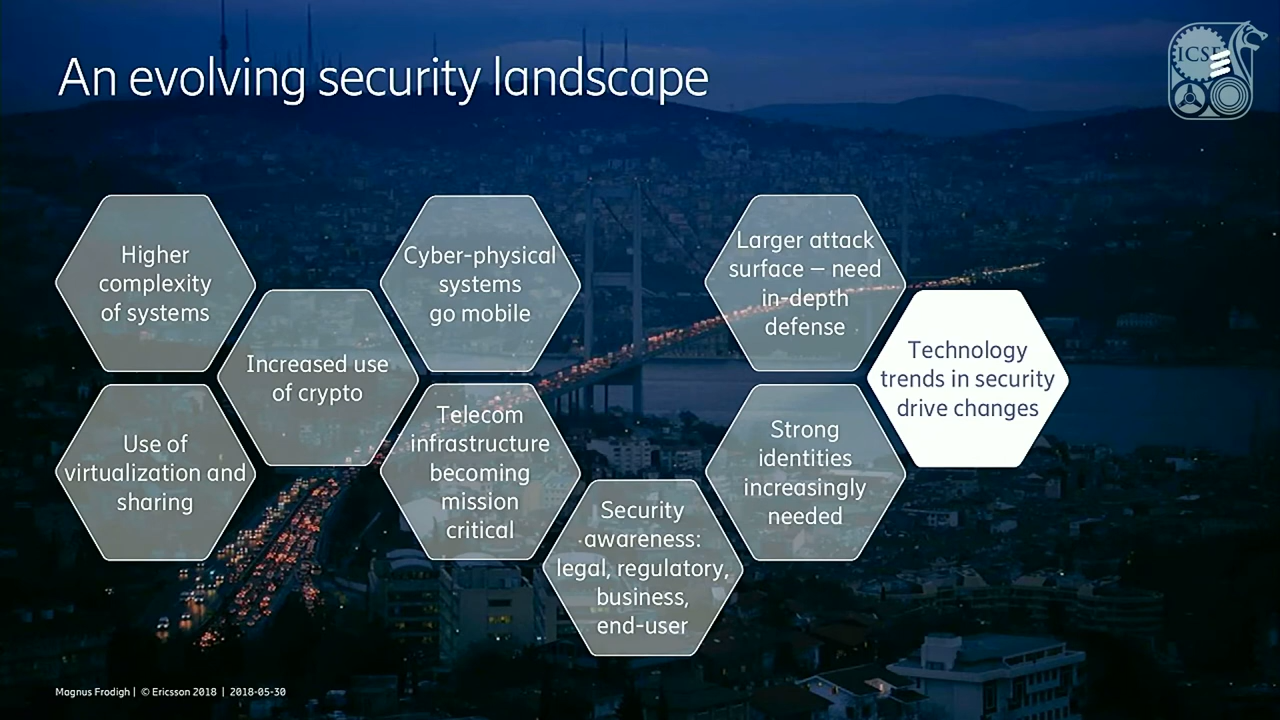 An evolving security landscape
ICSE
Higher
complexity
of systems
Cyber-physical
systems
go mobile
Larger attack
surface – need
in-depth
defense
Increased use
of crypto
Technology
trends in security
drive changes
Use of
virtualization and
sharing
Telecom
infrastructure
becoming
mission
critical
Strong
identities
increasingly
needed
Security
awareness:
legal, regulatory,
business,
end-user
Magnus Frodigh | © Ericsson 2018 | 2018-05-30